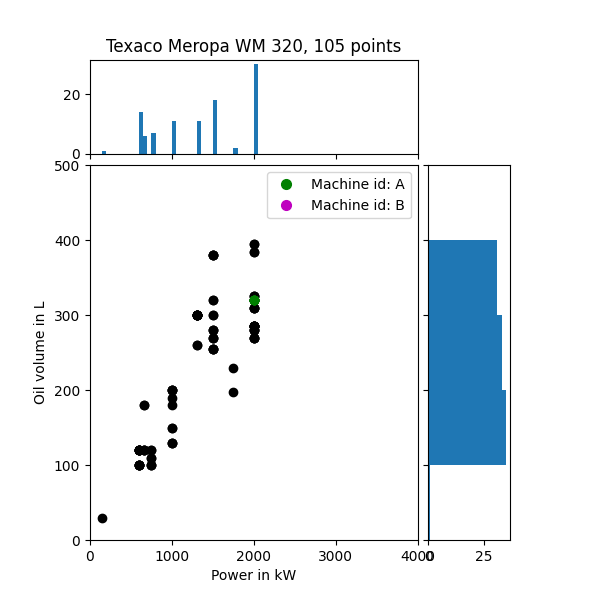 Texaco Meropa WM 320, 105 points
20
0
500
400
300
200
100
0
Oil volume in L
Machine id: A
Machine id: B
0 1000 2000 3000 4000
Power in kW
0 25